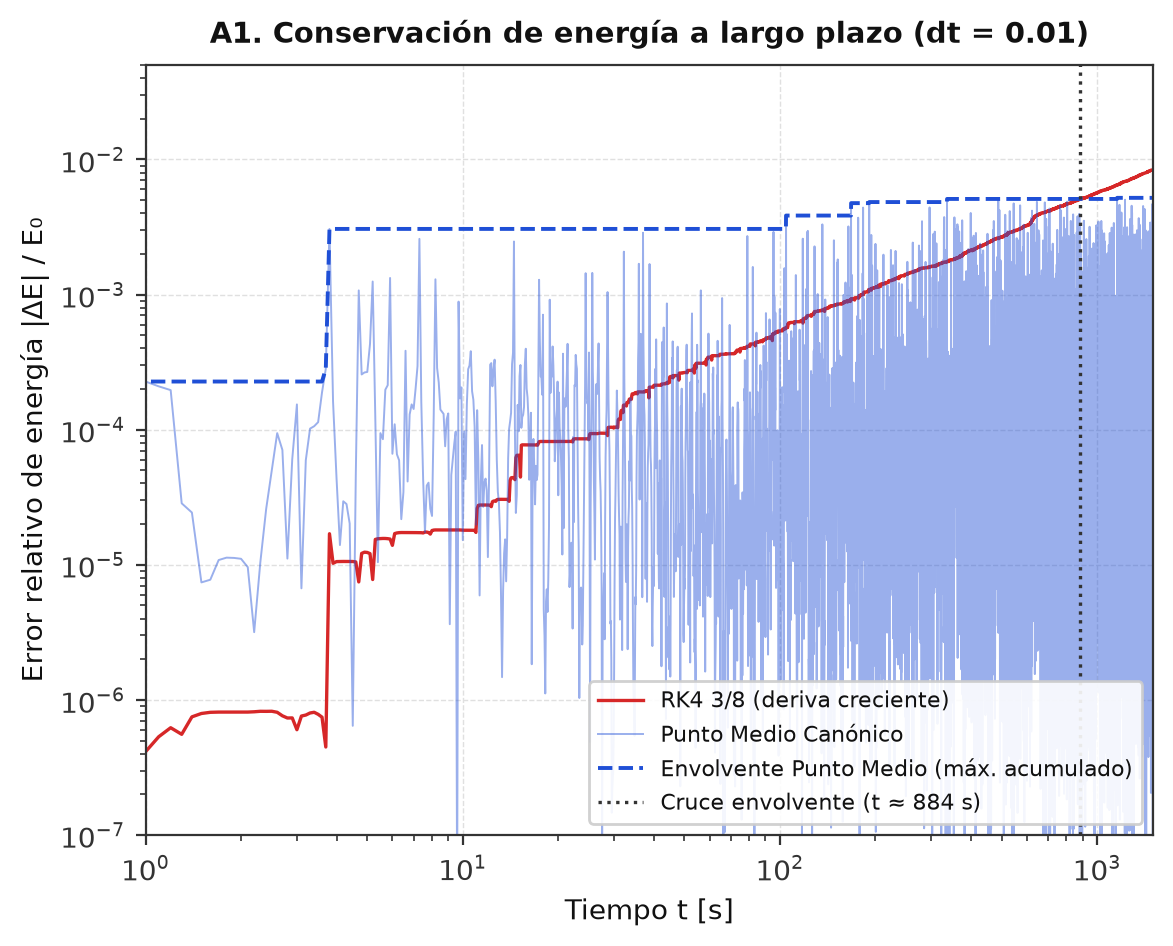 A1. Conservación de energía a largo plazo (dt = 0.01)
Error relativo de energía |ΔE| / E₀
10⁻²
10⁻³
10⁻⁴
10⁻⁵
10⁻⁶
10⁻⁷
RK4 3/8 (deriva creciente)
Punto Medio Canónico
Envolvente Punto Medio (máx. acumulado)
Cruce envolvente (t ≈ 884 s)
10⁰ 10¹ 10² 10³
Tiempo t [s]